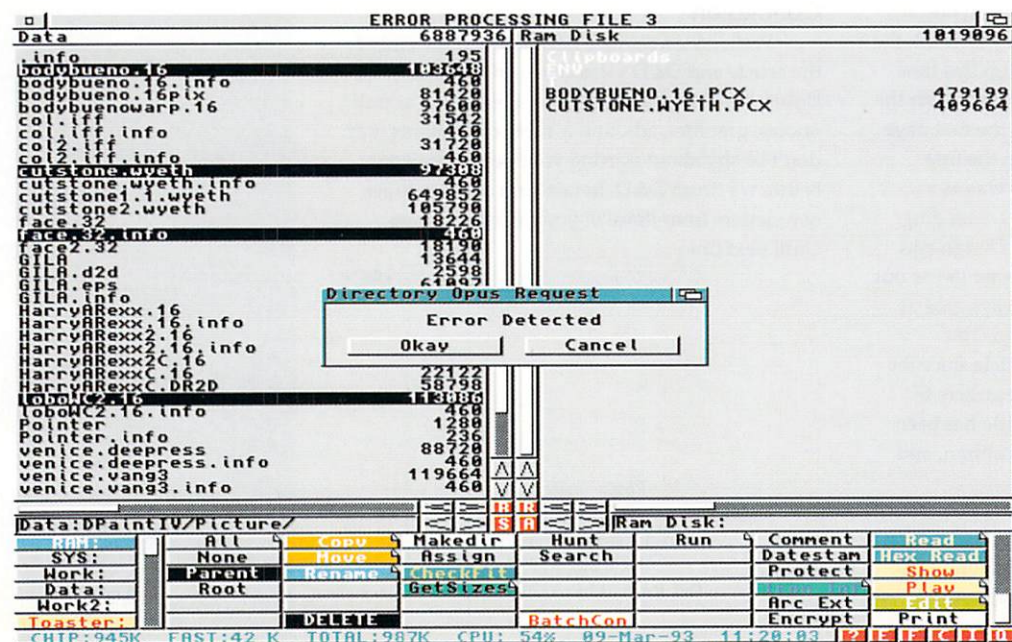 ERROR PROCESSING FILE 3
Data 6887936 Ram Disk 1019096
.info 195
bodybueno.16 103648
bodybueno.16.info 460
bodybueno.16.pix 81420
bodybuenowarp.16 97600
col.iff 31542
col.iff.info 460
col2.iff 31720
col2.iff.info 460
cutstone.wyeth 97308
cutstone.wyeth.info 460
cutstone1.1.wyeth 649852
cutstone2.wyeth 105790
face.32 18226
face.32.info 460
face2.32 18190
GILA 13644
GILA.d2d 2598
GILA.eps 61097
GILA.info
HarryARexx.16
HarryARexx.16.info
HarryARexx2.16
HarryARexx2.16.info
HarryARexx2C.16
HarryARexxC.16 22122
HarryARexxC.DR2D 58798
loboWC2.16 113086
loboWC2.16.info 460
Pointer 1280
Pointer.info 236
venice.deepress 88720
venice.deepress.info 460
venice.vang3 119664
venice.vang3.info 460
Clipboards
ENV
T
BODYBUENO.16.PCX 479199
CUTSTONE.WYETH.PCX 409664
Directory Opus Request
Error Detected
Okay Cancel
R R
S A
Data:DPaintIV/Picture/ Ram Disk:
RAM: All Copy Makedir Hunt Run Comment Read
SYS: None Move Assign Search Datestam Hex Read
Work: Parent Rename CheckFit Protect Show
Data: Root GetSizes Play
Work2: Arc Ext Edit
Toaster: DELETE BatchCon Encrypt Print
CHIP:945K FAST:42 K TOTAL:987K CPU: 54% 09-Mar-93 11:20:03 ? E F C I Q